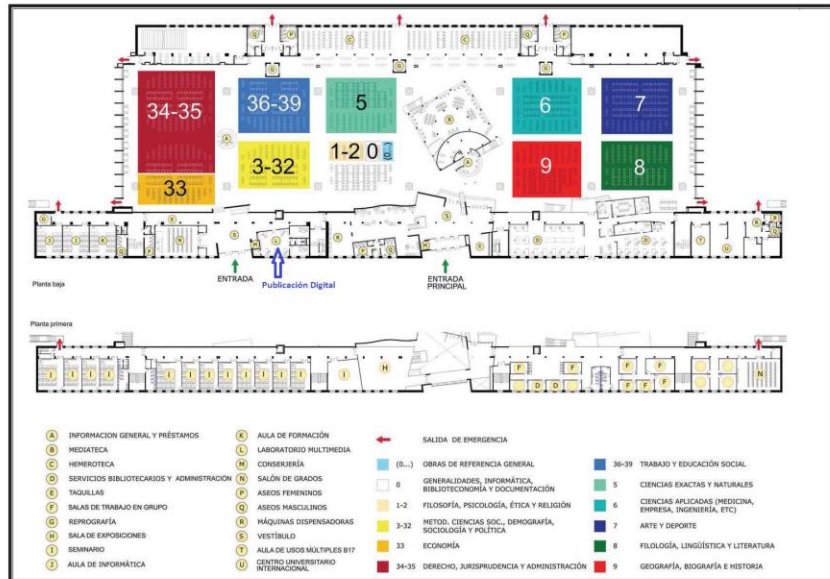 34-35
36-39
5
6
7
3-32
1-2
0
(0...)
9
8
33
ENTRADA
Publicación Digital
ENTRADA
PRINCIPAL
Planta baja
Planta primera
A INFORMACION GENERAL Y PRÉSTAMOS
B MEDIATECA
C HEMEROTECA
D SERVICIOS BIBLIOTECARIOS Y ADMINISTRACIÓN
E TAQUILLAS
F SALAS DE TRABAJO EN GRUPO
G REPROGRAFÍA
H SALA DE EXPOSICIONES
I SEMINARIO
J AULA DE INFORMÁTICA
K AULA DE FORMACIÓN
L LABORATORIO MULTIMEDIA
M CONSERJERÍA
N SALÓN DE GRADOS
P ASEOS FEMENINOS
Q ASEOS MASCULINOS
R MÁQUINAS DISPENSADORAS
S VESTÍBULO
T AULA DE USOS MÚLTIPLES B17
U CENTRO UNIVERSITARIO
INTERNACIONAL
SALIDA DE EMERGENCIA
(0...) OBRAS DE REFERENCIA GENERAL
0 GENERALIDADES, INFORMÁTICA,
BIBLIOTECONOMÍA Y DOCUMENTACIÓN
1-2 FILOSOFÍA, PSICOLOGÍA, ÉTICA Y RELIGIÓN
3-32 METOD. CIENCIAS SOC., DEMOGRAFÍA,
SOCIOLOGÍA Y POLÍTICA
33 ECONOMÍA
34-35 DERECHO, JURISPRUDENCIA Y ADMINISTRACIÓN
36-39 TRABAJO Y EDUCACIÓN SOCIAL
5 CIENCIAS EXACTAS Y NATURALES
6 CIENCIAS APLICADAS (MEDICINA,
EMPRESA, INGENIERÍA, ETC)
7 ARTE Y DEPORTE
8 FILOLOGÍA, LINGÜÍSTICA Y LITERATURA
9 GEOGRAFÍA, BIOGRAFÍA E HISTORIA